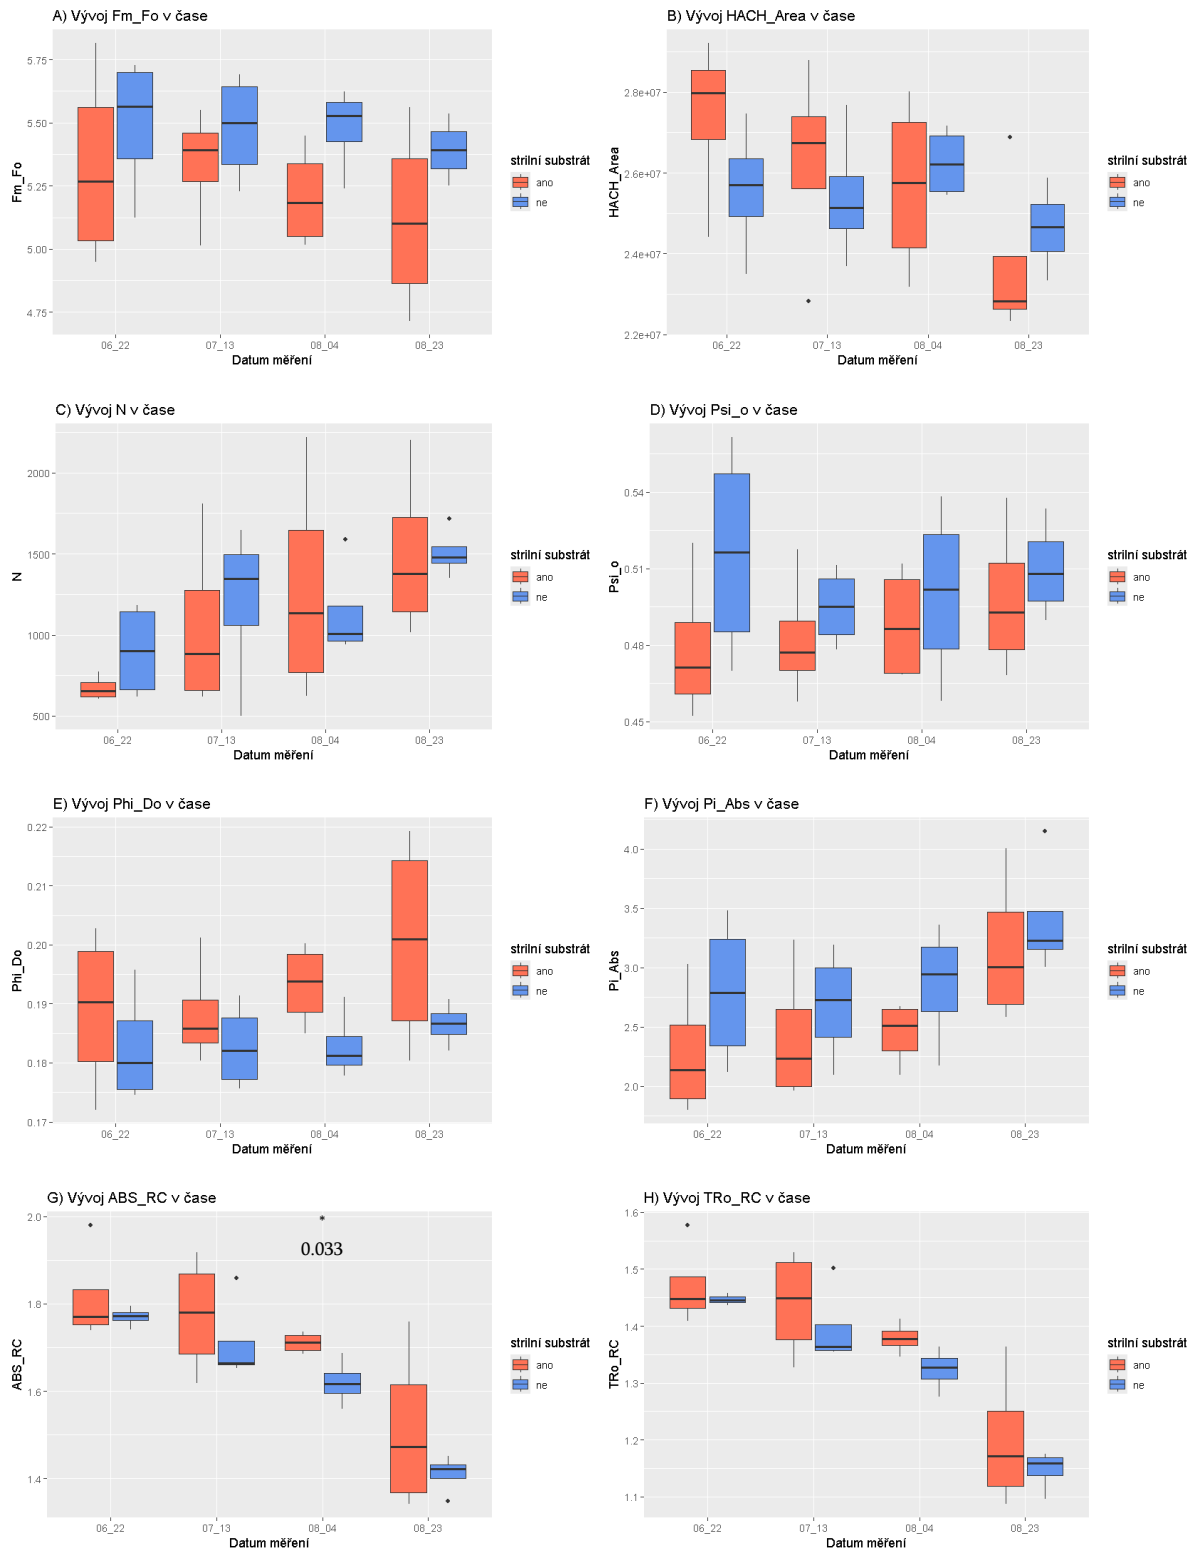 A) Vývoj Fm_Fo v čase
5.75
5.50
5.25
5.00
4.75
Fm_Fo
06_22
07_13
08_04
08_23
Datum měření
strilní substrát
ano
ne
B) Vývoj HACH_Area v čase
2.8e+07
2.6e+07
2.4e+07
2.2e+07
HACH_Area
06_22
07_13
08_04
08_23
Datum měření
strilní substrát
ano
ne
C) Vývoj N v čase
2000
1500
1000
500
N
06_22
07_13
08_04
08_23
Datum měření
strilní substrát
ano
ne
D) Vývoj Psi_o v čase
0.54
0.51
0.48
0.45
Psi_o
06_22
07_13
08_04
08_23
Datum měření
strilní substrát
ano
ne
E) Vývoj Phi_Do v čase
0.22
0.21
0.20
0.19
0.18
0.17
Phi_Do
06_22
07_13
08_04
08_23
Datum měření
strilní substrát
ano
ne
F) Vývoj Pi_Abs v čase
4.0
3.5
3.0
2.5
2.0
Pi_Abs
06_22
07_13
08_04
08_23
Datum měření
strilní substrát
ano
ne
G) Vývoj ABS_RC v čase
2.0
1.8
1.6
1.4
ABS_RC
*
0.033
06_22
07_13
08_04
08_23
Datum měření
strilní substrát
ano
ne
H) Vývoj TRo_RC v čase
1.6
1.5
1.4
1.3
1.2
1.1
TRo_RC
06_22
07_13
08_04
08_23
Datum měření
strilní substrát
ano
ne